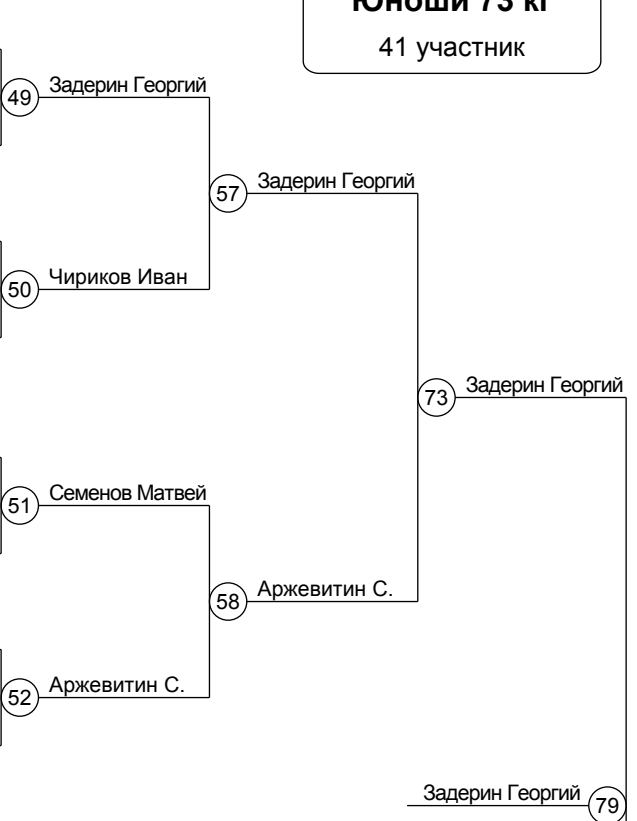 Юноши 73 кг
41 участник
49 Задерин Георгий
57 Задерин Георгий
50 Чириков Иван
73 Задерин Георгий
51 Семенов Матвей
58 Аржевитин С.
52 Аржевитин С.
Задерин Георгий 79